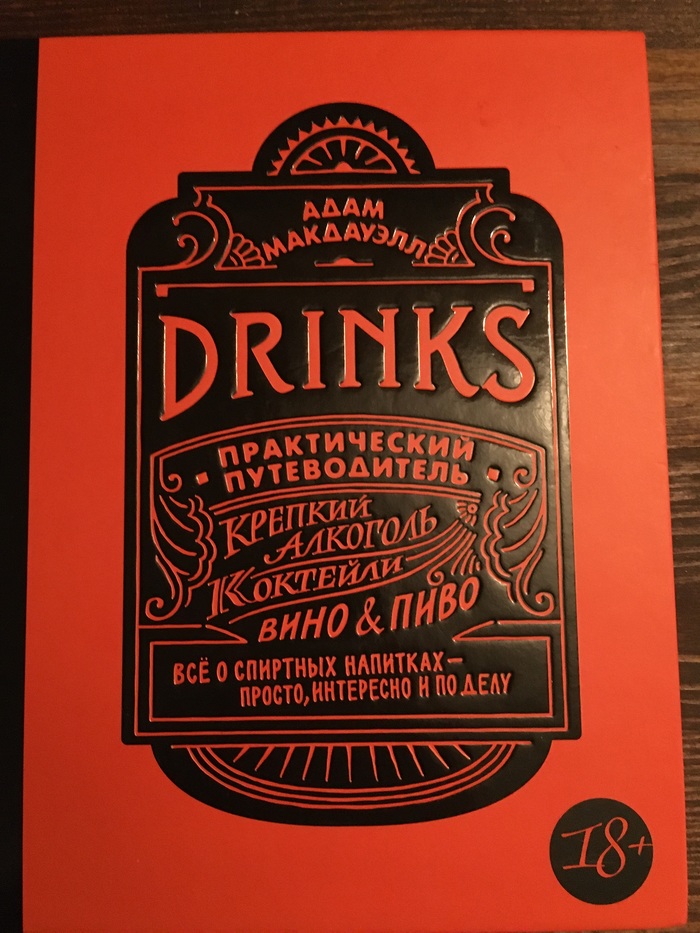 АДАМ
МАКДАУЭЛЛ
DRINKS
ПРАКТИЧЕСКИЙ
ПУТЕВОДИТЕЛЬ
КРЕПКИЙ
АЛКОГОЛЬ
КОКТЕЙЛИ
ВИНО & ПИВО
ВСЁ О СПИРТНЫХ НАПИТКАХ—
ПРОСТО, ИНТЕРЕСНО И ПО ДЕЛУ
18+